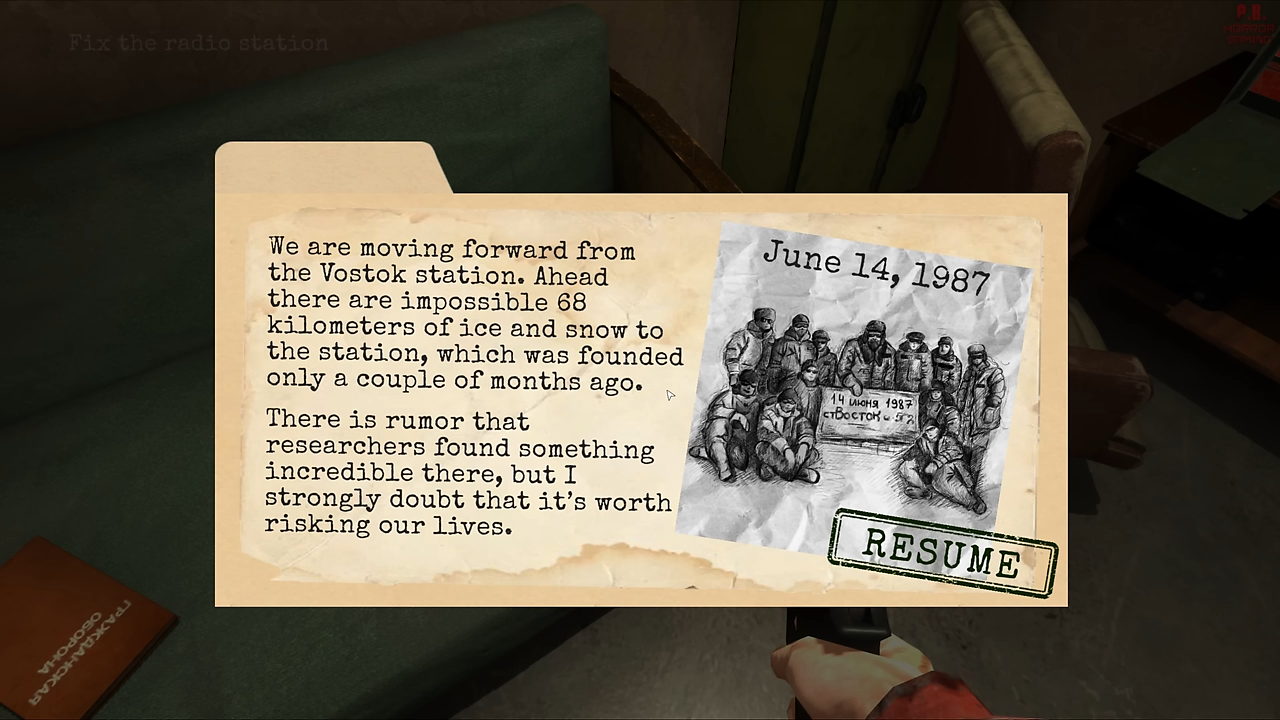 Fix the radio station
P.B.
HORROR
GAMING
We are moving forward from
the Vostok station. Ahead
there are impossible 68
kilometers of ice and snow to
the station, which was founded
only a couple of months ago.
There is rumor that
researchers found something
incredible there, but I
strongly doubt that it's worth
risking our lives.
June 14, 1987
14 июня 1987
стВосток
RESUME
ГРАЖДАНСКАЯ
ОБОРОНА